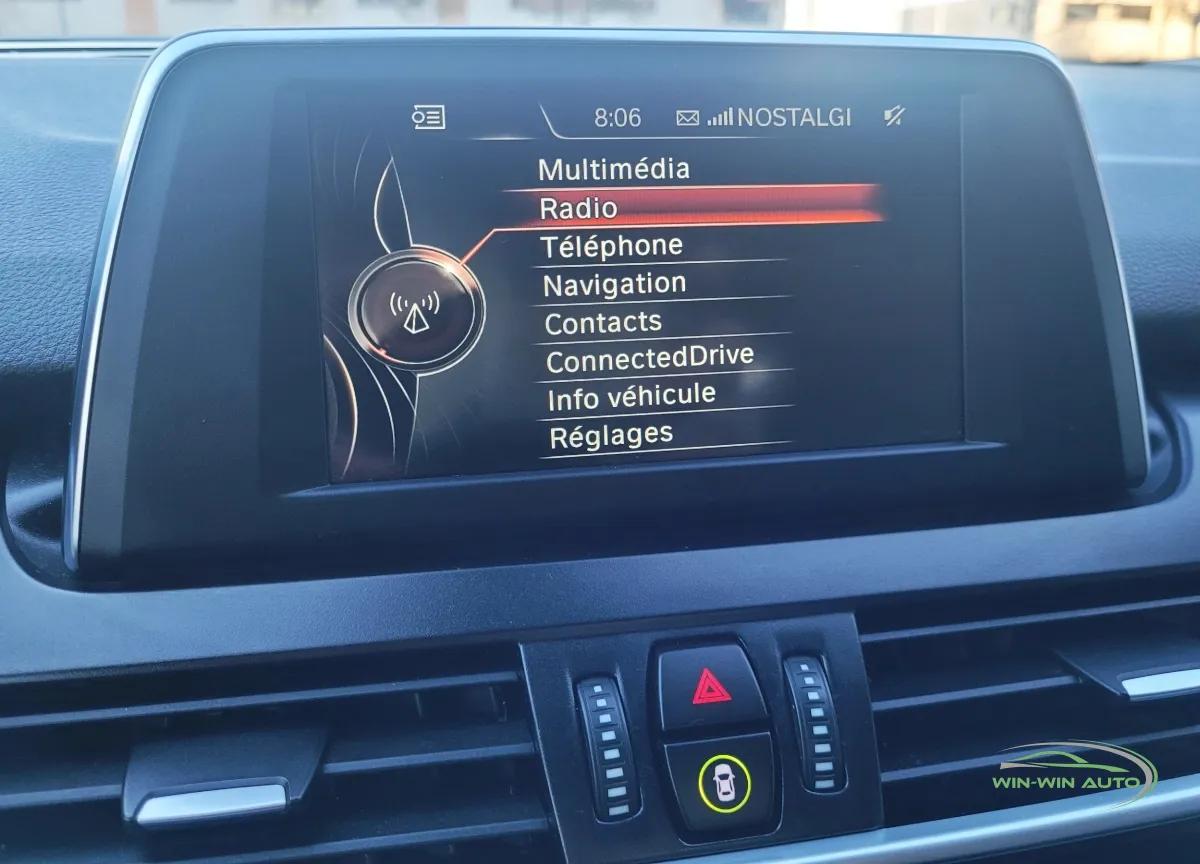 8:06 NOSTALGI
Multimédia
Radio
Téléphone
Navigation
Contacts
ConnectedDrive
Info véhicule
Réglages
WIN-WIN AUTO